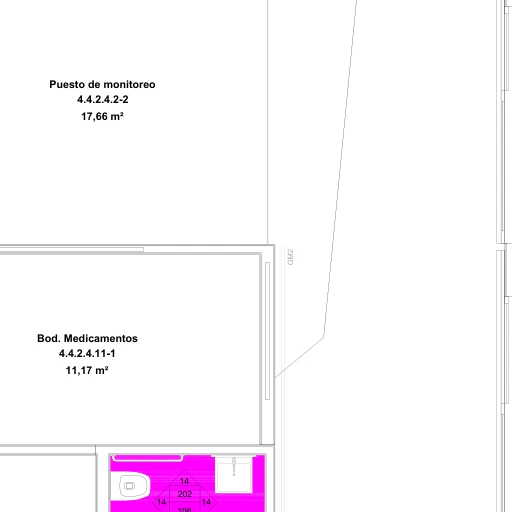 Puesto de monitoreo
4.4.2.4.2-2
17,66 m²
GM2
Bod. Medicamentos
4.4.2.4.11-1
11,17 m²
14
202
14
14
106